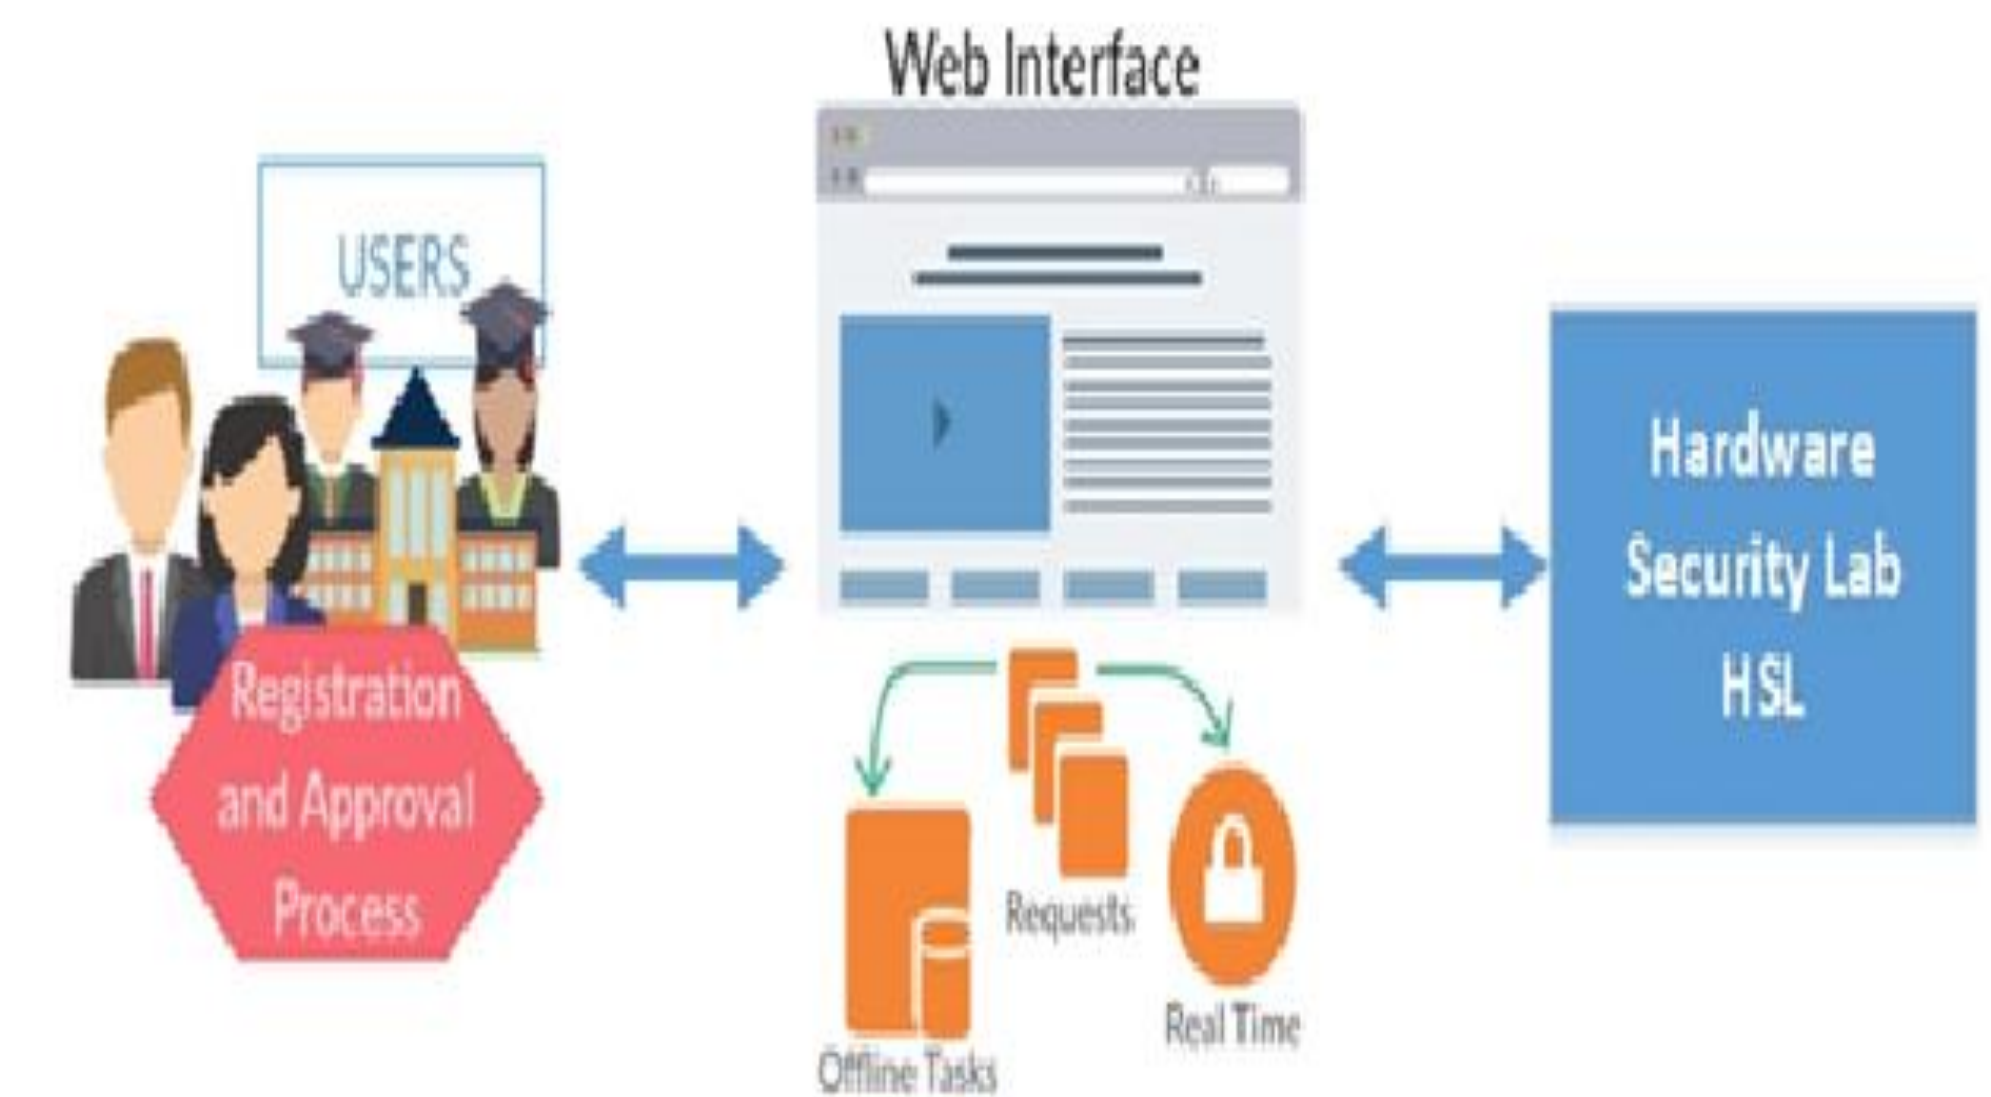 Web Interface
USERS
Registration
and Approval
Process
Requests
Offline Tasks
Real Time
Hardware
Security Lab
HSL